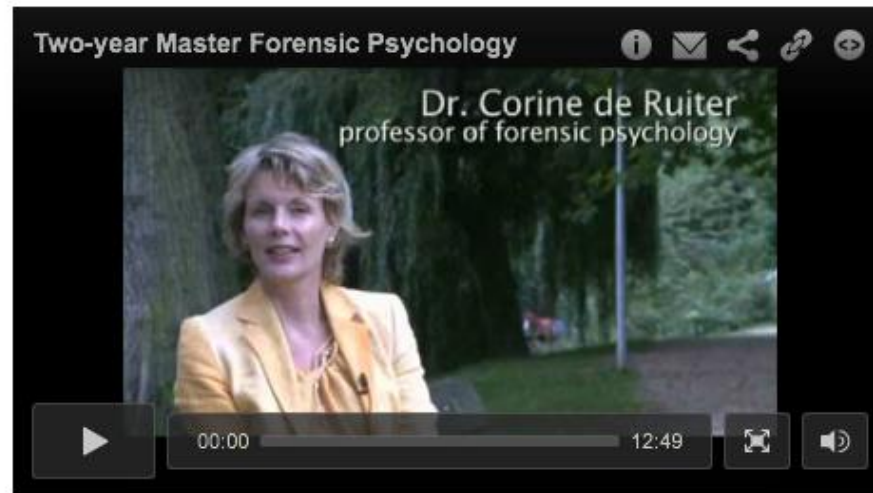 Two-year Master Forensic Psychology
Dr. Corine de Ruiter
professor of forensic psychology
00:00
12:49